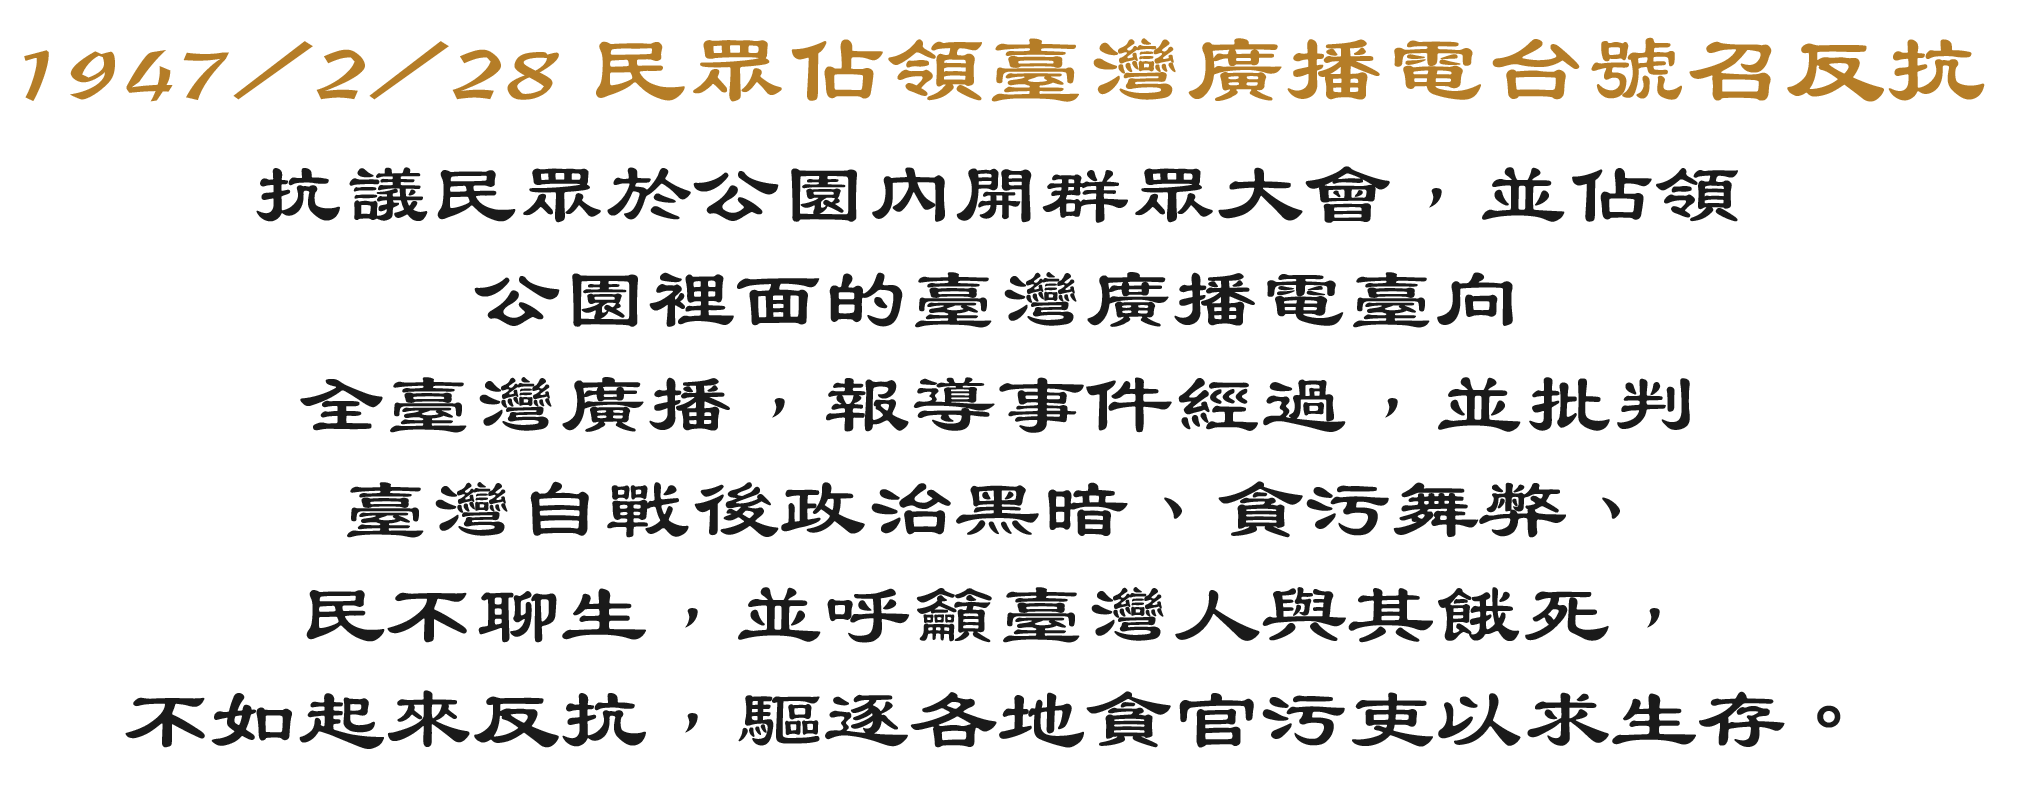 1947/2/28 民眾佔領臺灣廣播電台號召反抗
抗議民眾於公園內開群眾大會，並佔領
公園裡面的臺灣廣播電臺向
全臺灣廣播，報導事件經過，並批判
臺灣自戰後政治黑暗、貪污舞弊、
民不聊生，並呼籲臺灣人與其餓死，
不如起來反抗，驅逐各地貪官污吏以求生存。